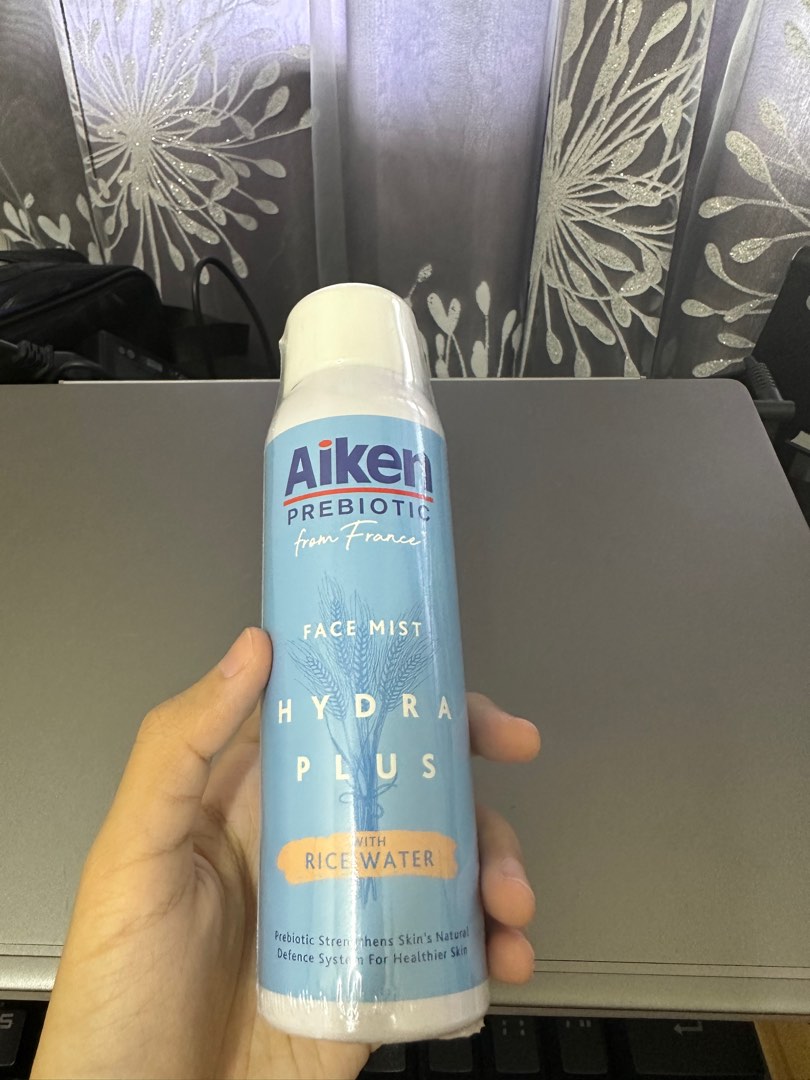 Aiken
PREBIOTIC
from France
FACE MIST
HYDRA
PLUS
WITH
RICE WATER
Prebiotic Strengthens Skin's Natural
Defence System For Healthier Skin